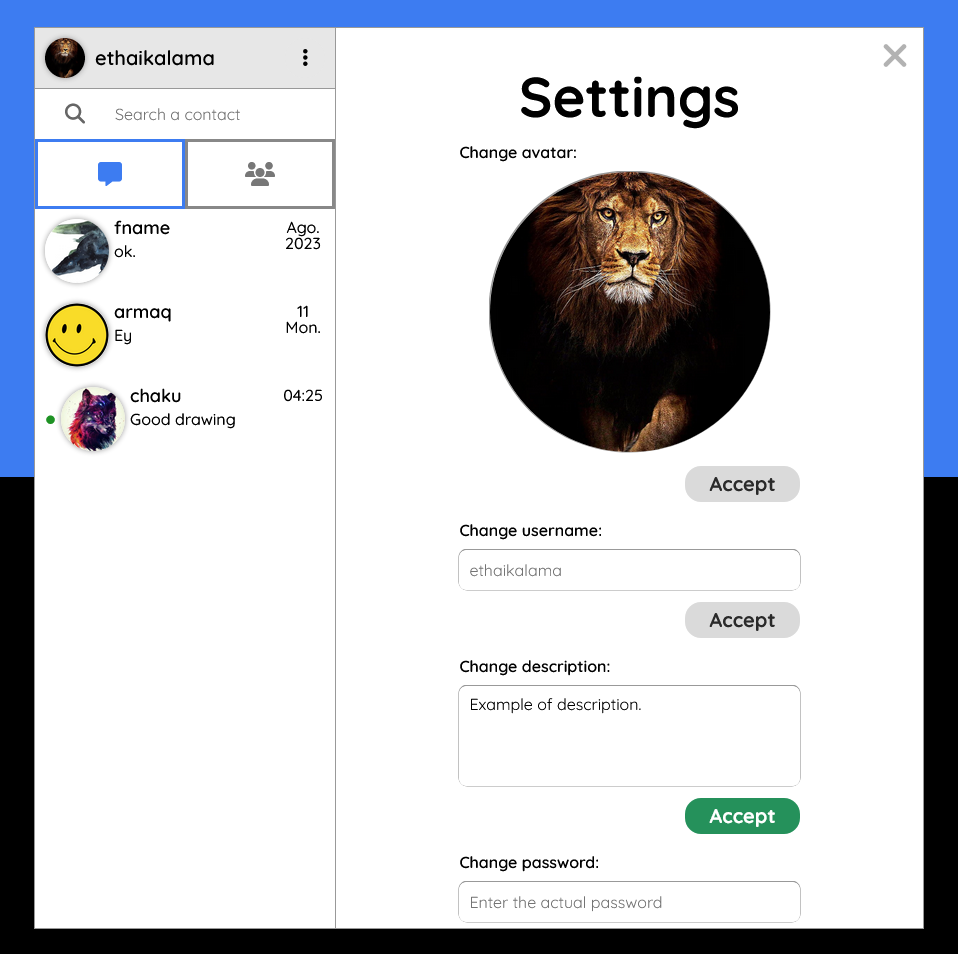 ethaikalama
Search a contact
fname
Ago.
2023
ok.
armaq
11
Mon.
Ey
chaku
04:25
Good drawing
Settings
Change avatar:
Accept
Change username:
ethaikalama
Accept
Change description:
Example of description.
Accept
Change password:
Enter the actual password